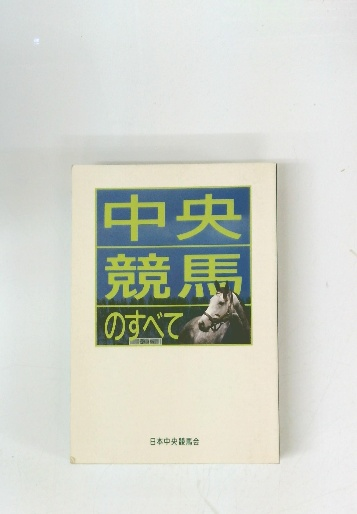 中央
競馬
のすべて
日本中央競馬会